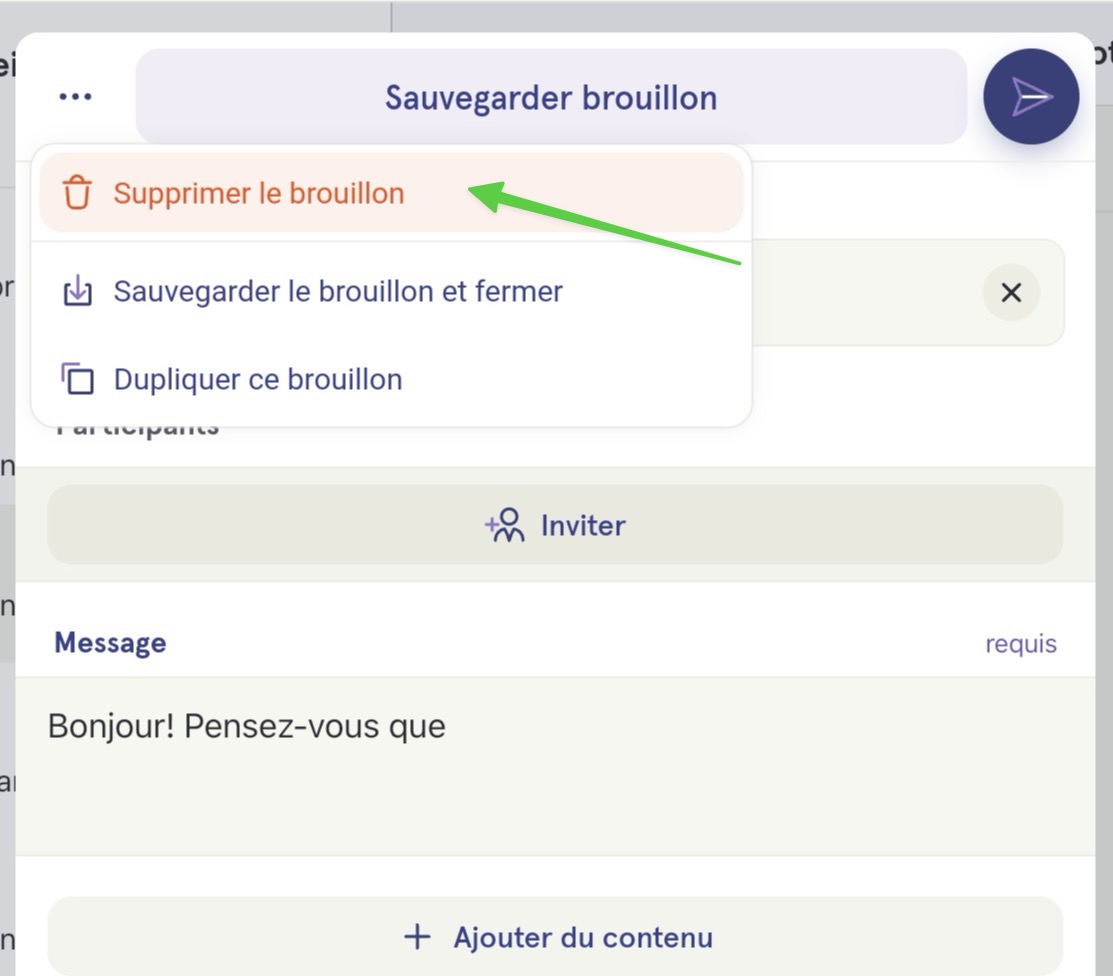 Sauvegarder brouillon
Supprimer le brouillon
Sauvegarder le brouillon et fermer
Dupliquer ce brouillon
Participants
Inviter
Message
requis
Bonjour! Pensez-vous que
Ajouter du contenu